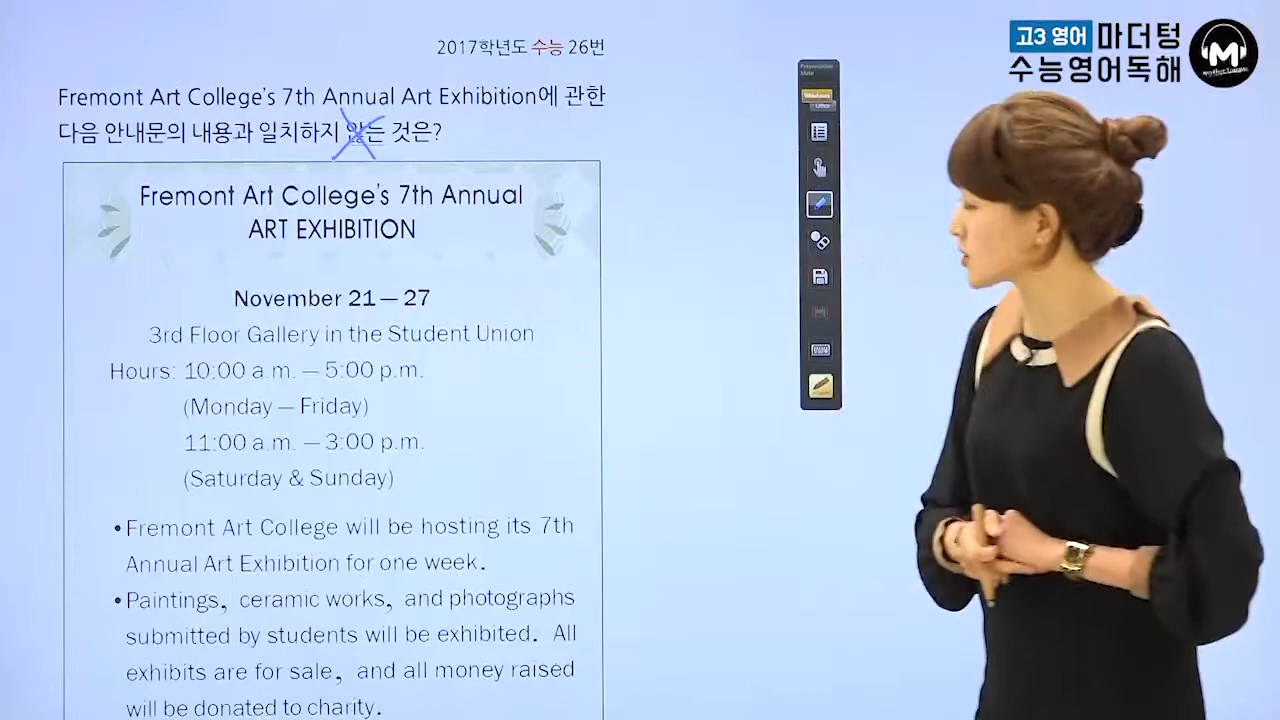 2017학년도 수능 26번
고3 영어 마더텅
수능영어독해
M
mother tongue
Fremont Art College's 7th Annual Art Exhibition에 관한
다음 안내문의 내용과 일치하지 않는 것은?
Presentation
Mate
Windows
Office
Fremont Art College's 7th Annual
ART EXHIBITION
November 21 – 27
3rd Floor Gallery in the Student Union
Hours: 10:00 a.m. – 5:00 p.m.
(Monday – Friday)
11:00 a.m. – 3:00 p.m.
(Saturday & Sunday)
•Fremont Art College will be hosting its 7th
Annual Art Exhibition for one week.
•Paintings, ceramic works, and photographs
submitted by students will be exhibited. All
exhibits are for sale, and all money raised
will be donated to charity.